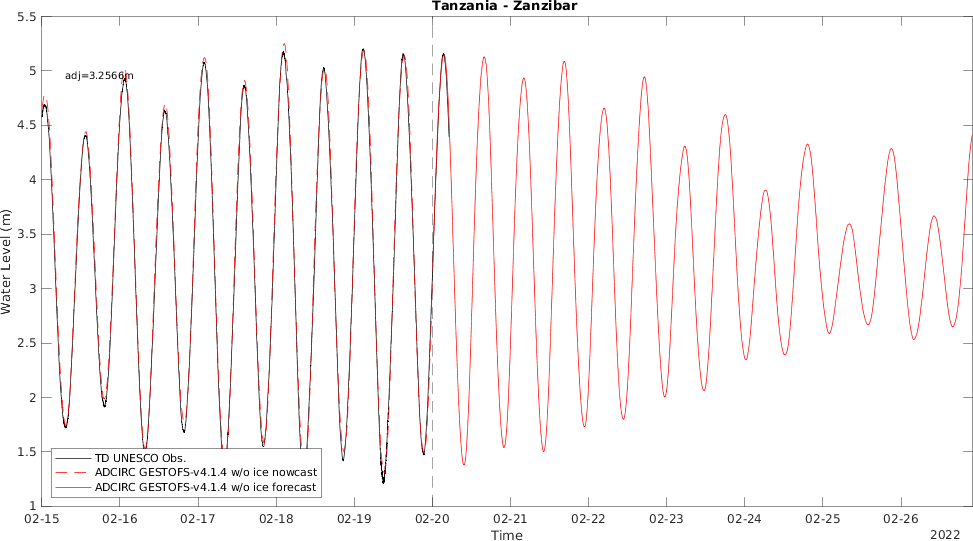 Tanzania - Zanzibar
5.5
5
4.5
4
3.5
3
2.5
2
1.5
1
Water Level (m)
adj=3.2566m
TD UNESCO Obs.
ADCIRC GESTOFS-v4.1.4 w/o ice nowcast
ADCIRC GESTOFS-v4.1.4 w/o ice forecast
02-15 02-16 02-17 02-18 02-19 02-20 02-21 02-22 02-23 02-24 02-25 02-26
Time
2022